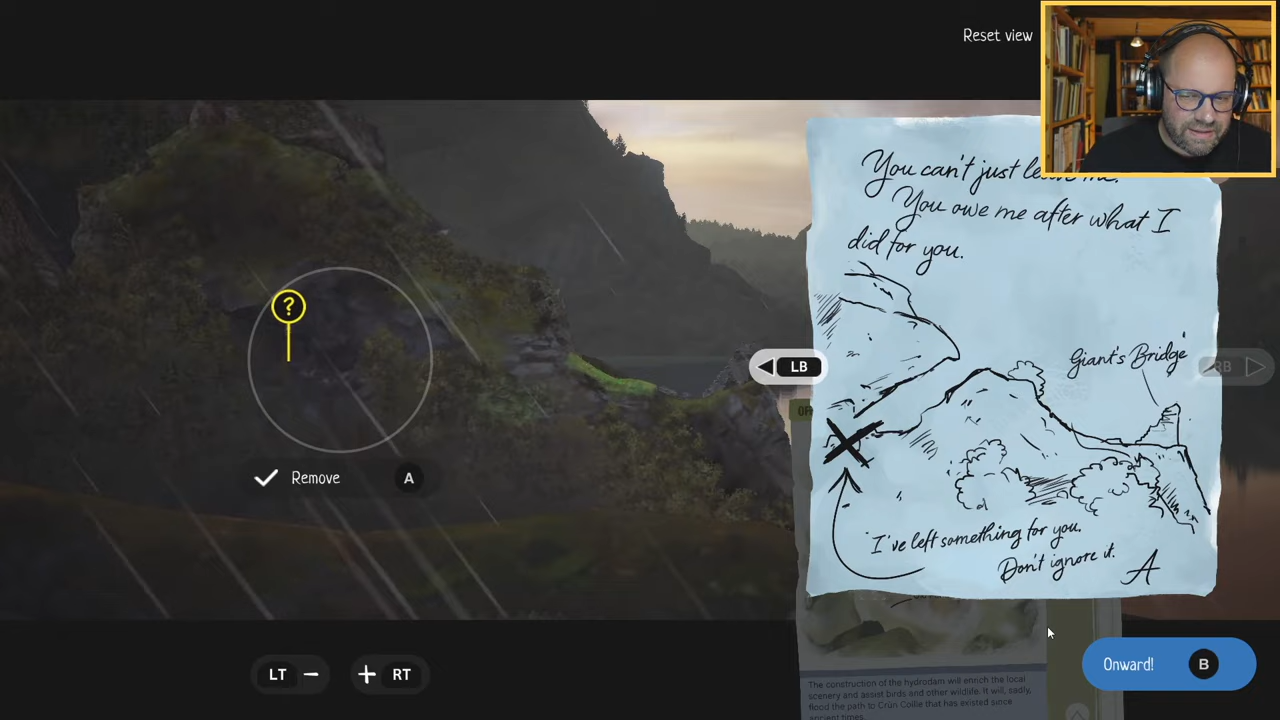 Reset view
You can't just
You owe me after what I
did for you.
Giant's Bridge
?
LB
RB
Remove A
I've left something for you.
Don't ignore it. A
LT
RT
Onward! B
The construction of the hydrodam will enrich the local
scenery and assist birds and other wildlife. It will, sadly,
flood the path to Crùn Coille that has existed since
ancient times.